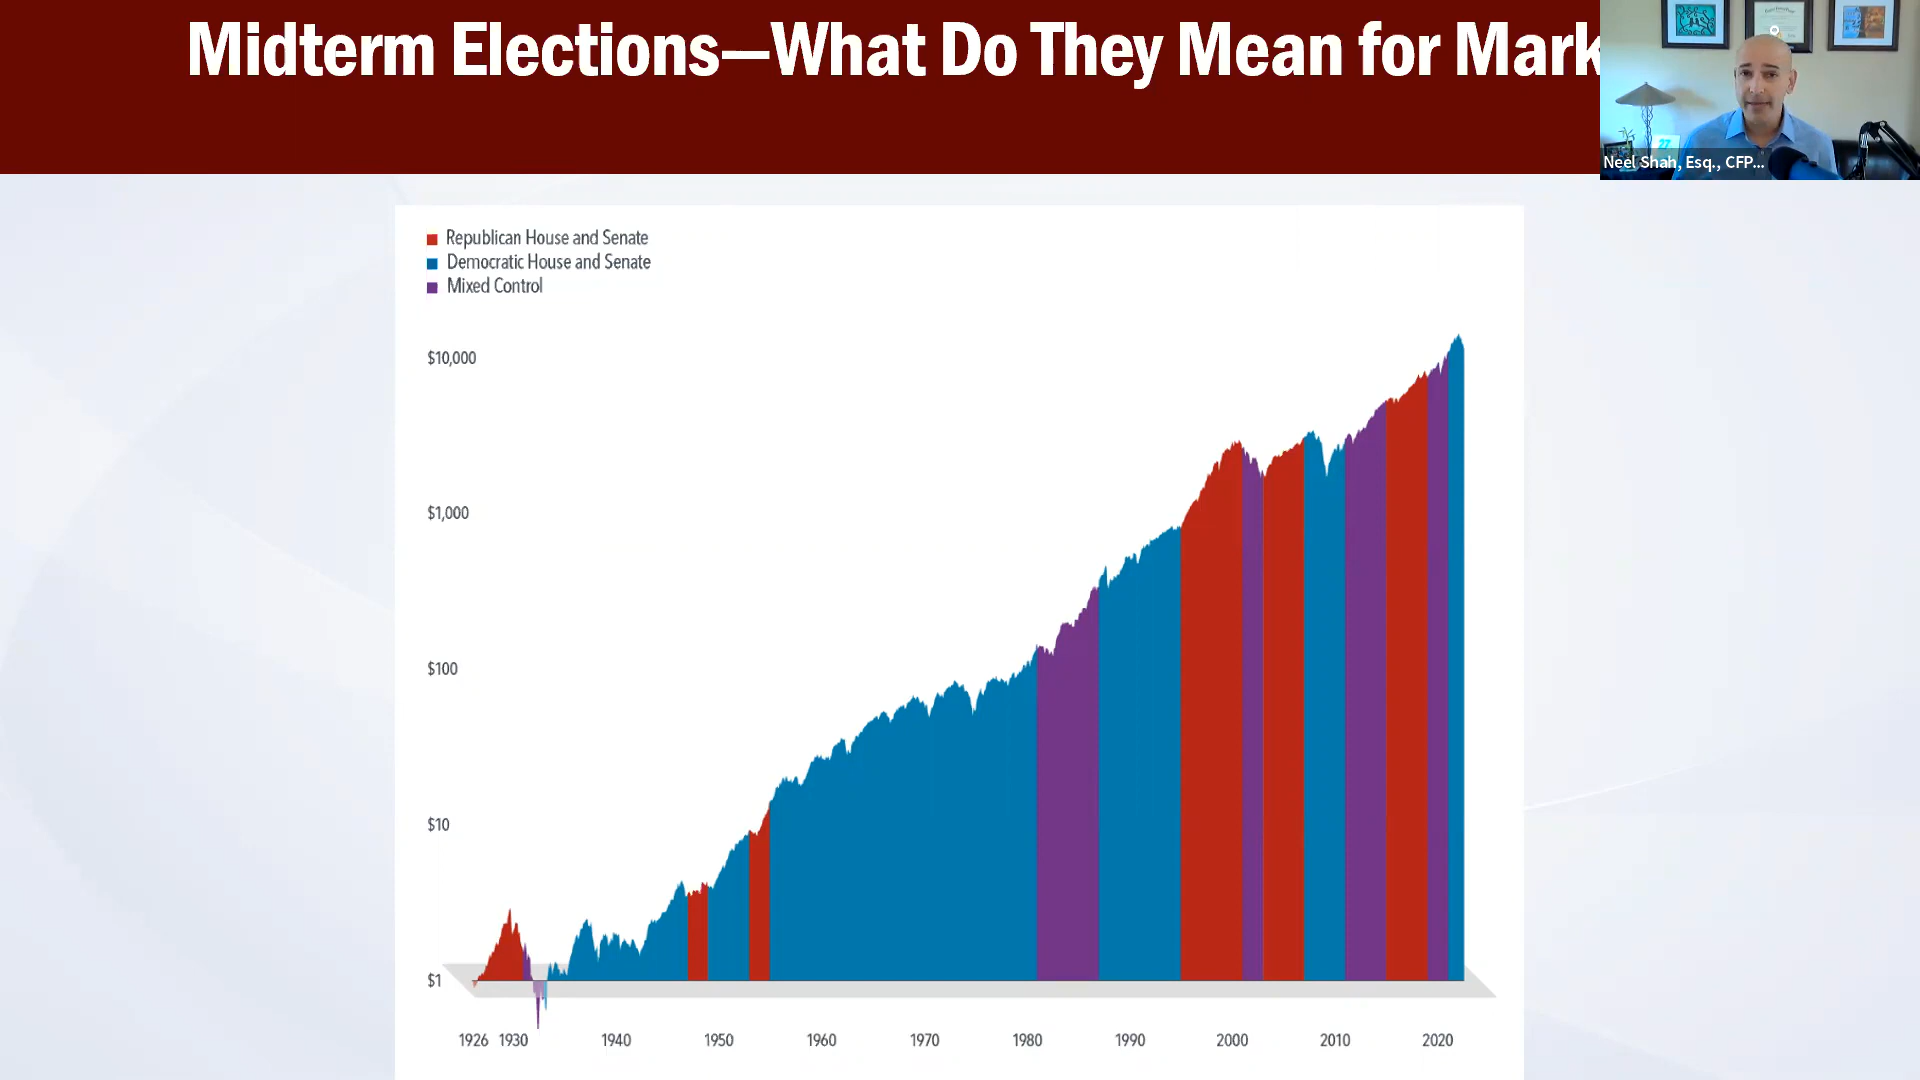 Midterm Elections—What Do They Mean for Mark
Neel Shah, Esq., CFP...
27
Republican House and Senate
Democratic House and Senate
Mixed Control
$10,000
$1,000
$100
$10
$1
1926 1930 1940 1950 1960 1970 1980 1990 2000 2010 2020